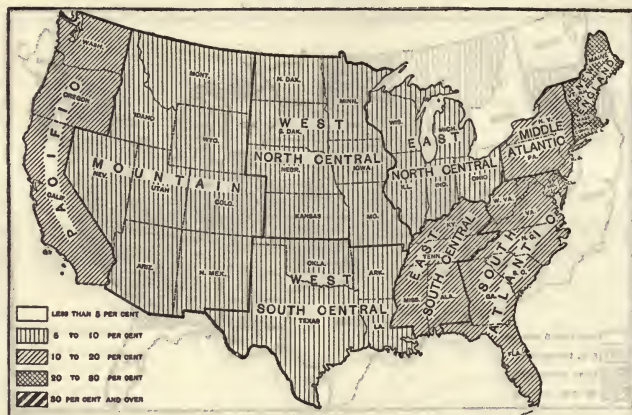 WASH.
OREGON
CALIF.
PACIFIC
MONT.
IDAHO
WYO.
MOUNTAIN
NEV.
UTAH
COLO.
ARIZ.
N. MEX.
N. DAK.
MINN.
WEST
S. DAK.
NORTH CENTRAL
NEBR.
IOWA
KANSAS
MO.
WIS.
MICH.
EAST
NORTH CENTRAL
ILL.
IND.
OHIO
OKLA.
ARK.
WEST
SOUTH CENTRAL
TEXAS
LA.
KY.
TENN.
MISS.
ALA.
EAST
SOUTH CENTRAL
MAINE
NEW
ENGLAND
N. Y.
MIDDLE
ATLANTIC
PA.
W. VA.
VA.
GA.
FLA.
SOUTH
ATLANTIC
LESS THAN 5 PER CENT
5 TO 10 PER CENT
10 TO 20 PER CENT
20 TO 30 PER CENT
30 PER CENT AND OVER